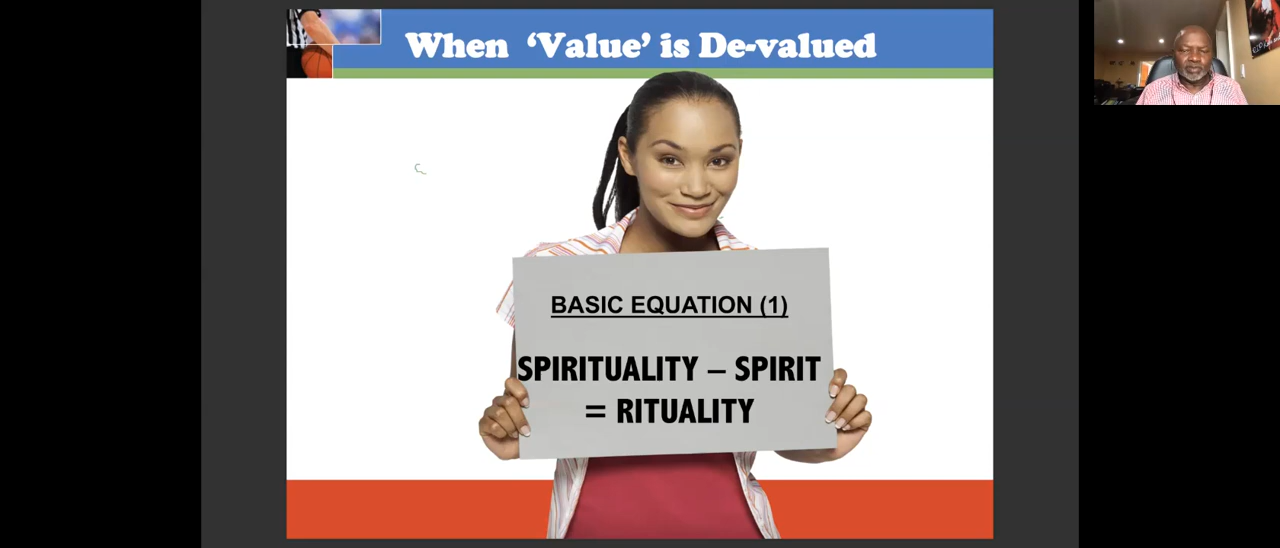 When ‘Value’ is De-valued
BASIC EQUATION (1)
SPIRITUALITY – SPIRIT
= RITUALITY